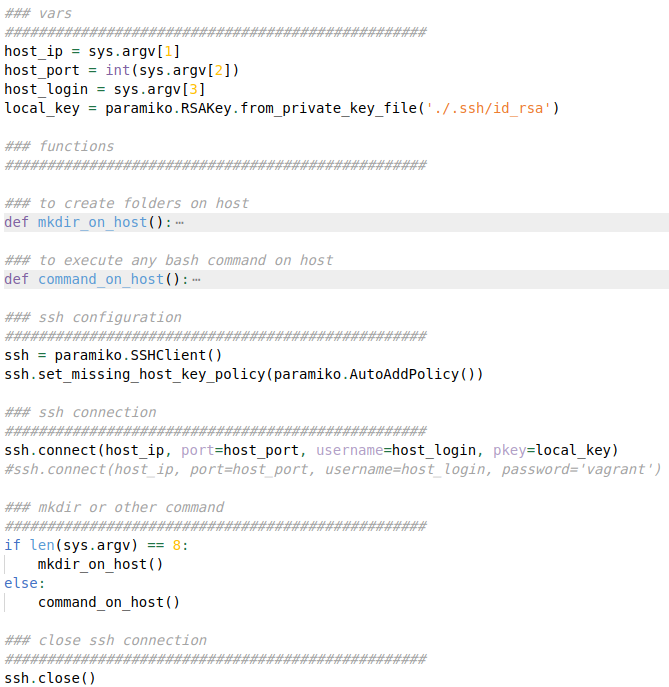 ### vars
##################################################
host_ip = sys.argv[1]
host_port = int(sys.argv[2])
host_login = sys.argv[3]
local_key = paramiko.RSAKey.from_private_key_file('./.ssh/id_rsa')
### functions
##################################################
### to create folders on host
def mkdir_on_host():⋯
### to execute any bash command on host
def command_on_host():⋯
### ssh configuration
##################################################
ssh = paramiko.SSHClient()
ssh.set_missing_host_key_policy(paramiko.AutoAddPolicy())
### ssh connection
##################################################
ssh.connect(host_ip, port=host_port, username=host_login, pkey=local_key)
#ssh.connect(host_ip, port=host_port, username=host_login, password='vagrant')
### mkdir or other command
##################################################
if len(sys.argv) == 8:
    mkdir_on_host()
else:
    command_on_host()
### close ssh connection
##################################################
ssh.close()